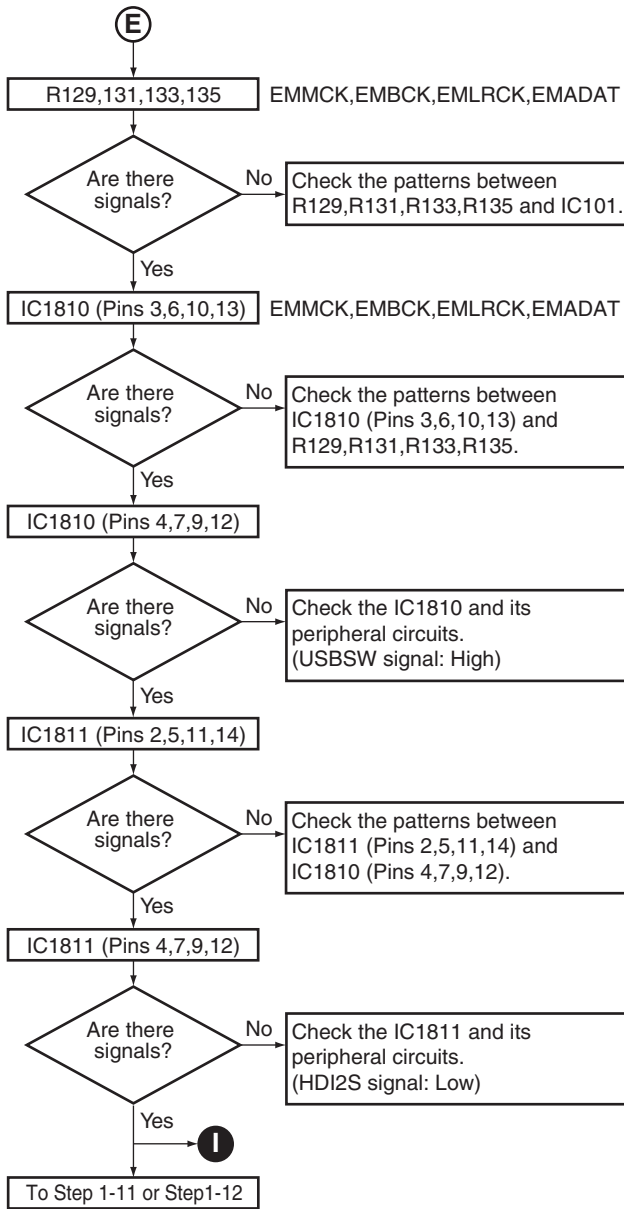 E
R129,131,133,135 EMMCK,EMBCK,EMLRCK,EMADAT
Are there
signals?
No
Check the patterns between
R129,R131,R133,R135 and IC101.
Yes
IC1810 (Pins 3,6,10,13) EMMCK,EMBCK,EMLRCK,EMADAT
Are there
signals?
No
Check the patterns between
IC1810 (Pins 3,6,10,13) and
R129,R131,R133,R135.
Yes
IC1810 (Pins 4,7,9,12)
Are there
signals?
No
Check the IC1810 and its
peripheral circuits.
(USBSW signal: High)
Yes
IC1811 (Pins 2,5,11,14)
Are there
signals?
No
Check the patterns between
IC1811 (Pins 2,5,11,14) and
IC1810 (Pins 4,7,9,12).
Yes
IC1811 (Pins 4,7,9,12)
Are there
signals?
No
Check the IC1811 and its
peripheral circuits.
(HDI2S signal: Low)
Yes
I
To Step 1-11 or Step1-12